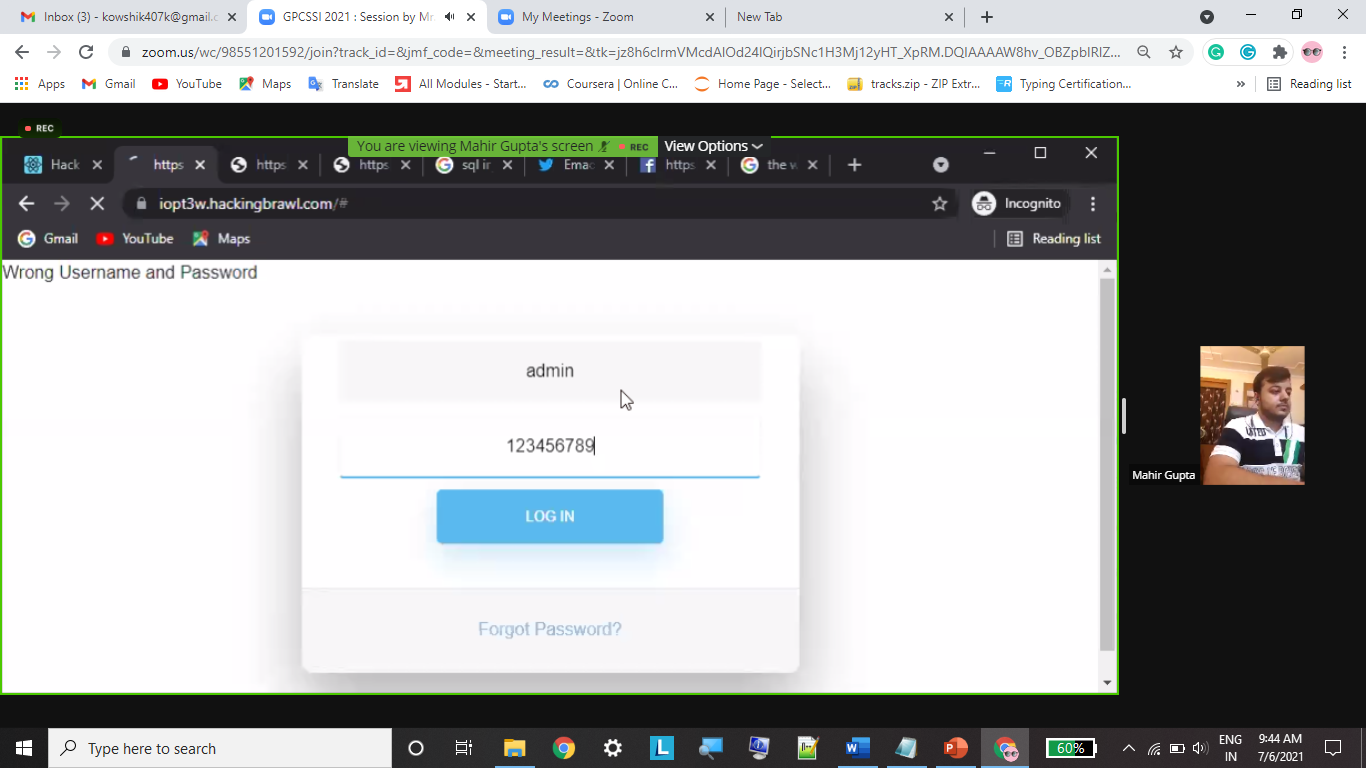 Inbox (3) - kowshik407k@gmail.c
GPCSSI 2021 : Session by Mr
My Meetings - Zoom
New Tab
zoom.us/wc/98551201592/join?track_id=&jmf_code=&meeting_result=&tk=
Apps
Gmail
YouTube
Maps
Translate
All Modules - Start...
Coursera | Online C...
Home Page - Select...
tracks.zip - ZIP Extr...
Typing Certification...
»
Reading list
REC
You are viewing Mahir Gupta's screen
REC
View Options
Hack
https
https
https
sql ir
Emac
https
the w
iopt3w.hackingbrawl.com/#
Incognito
Gmail
YouTube
Maps
Reading list
Wrong Username and Password
admin
123456789
LOG IN
Forgot Password?
UNITED
Mahir Gupta
Type here to search
60%
ENG
IN
9:44 AM
7/6/2021